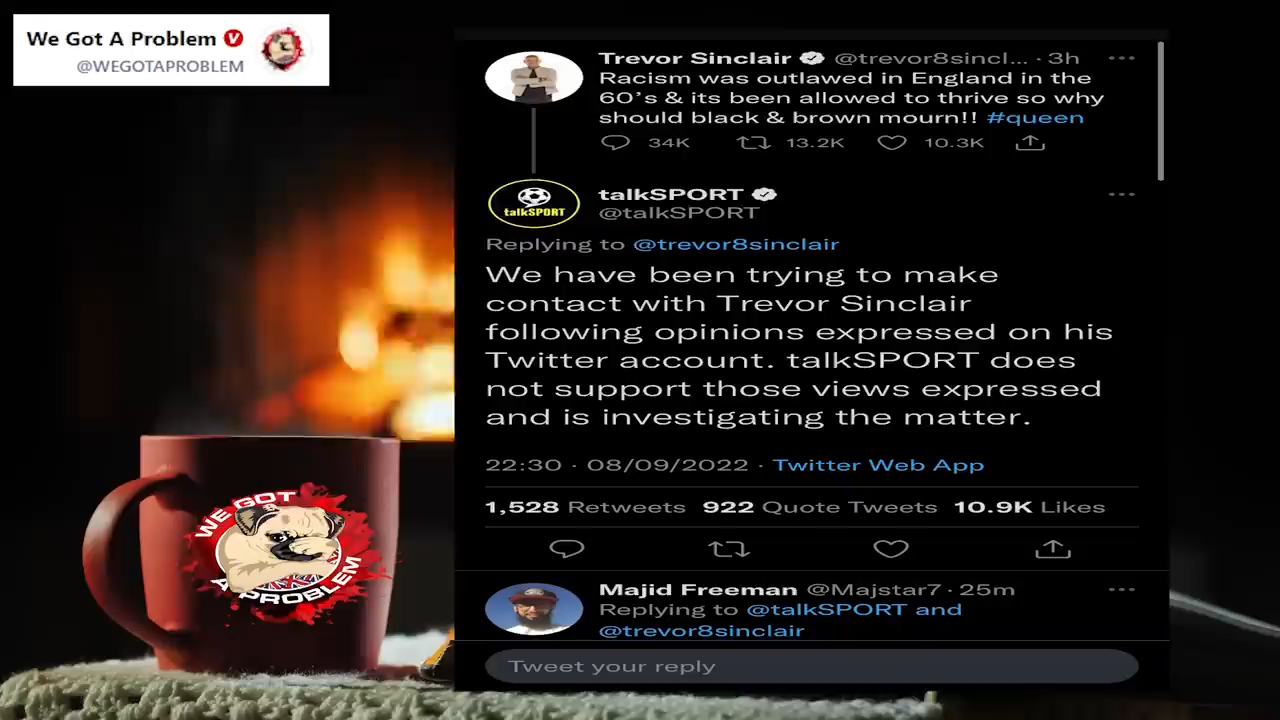 We Got A Problem
@WEGOTAPROBLEM
Trevor Sinclair @trevor8sincl... · 3h
Racism was outlawed in England in the
60's & its been allowed to thrive so why
should black & brown mourn!! #queen
34K 13.2K 10.3K
talkSPORT
talkSPORT
@talkSPORT
Replying to @trevor8sinclair
We have been trying to make
contact with Trevor Sinclair
following opinions expressed on his
Twitter account. talkSPORT does
not support those views expressed
and is investigating the matter.
22:30 · 08/09/2022 · Twitter Web App
1,528 Retweets 922 Quote Tweets 10.9K Likes
Majid Freeman @Majstar7 · 25m
Replying to @talkSPORT and
@trevor8sinclair
Tweet your reply
WE GOT
A PROBLEM